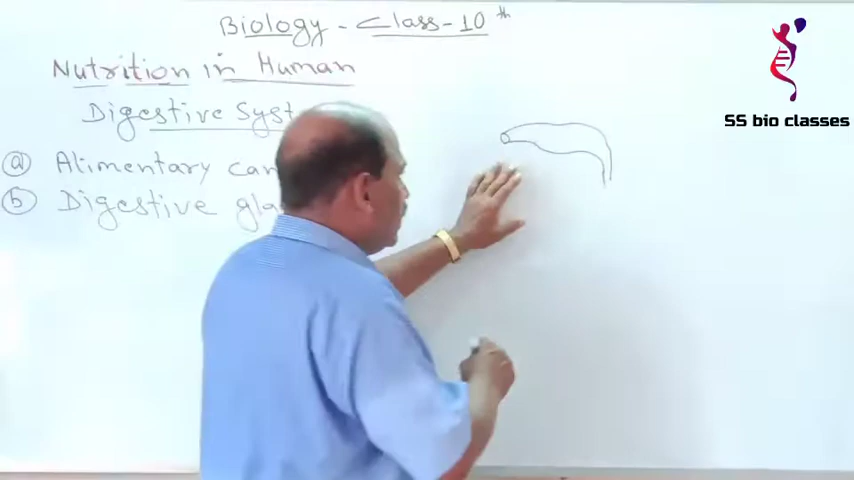 Biology - Class - 10th
Nutrition in Human
Digestive Syst
(a) Alimentary can
(b) Digestive gla
SS bio classes